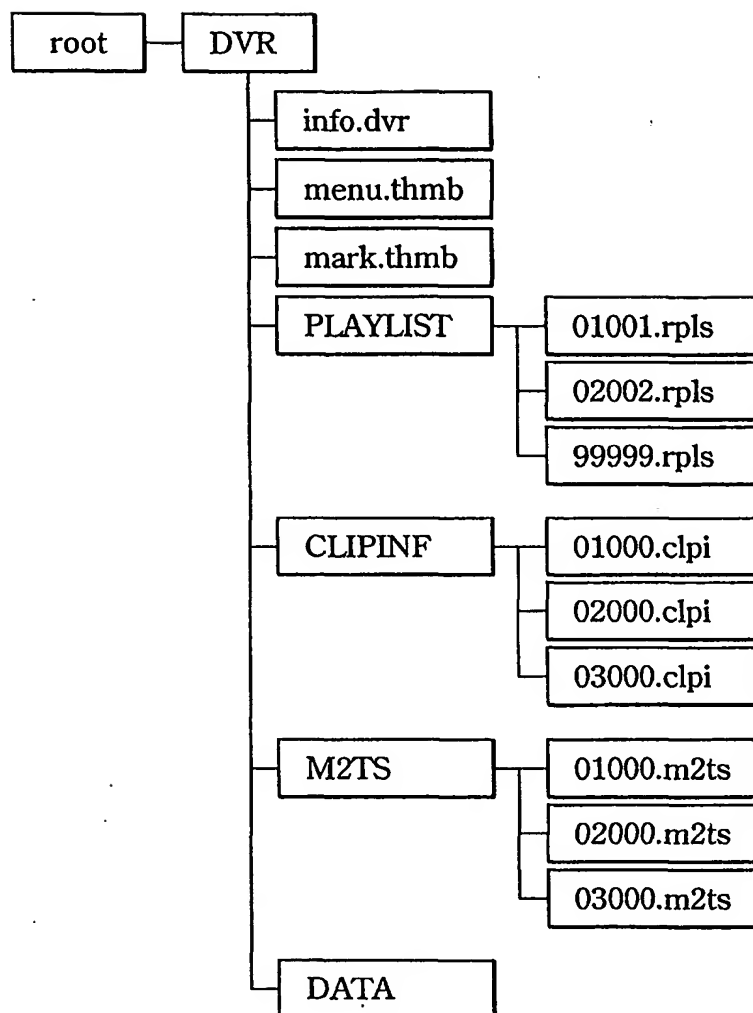 root
DVR
info.dvr
menu.thmb
mark.thmb
PLAYLIST
01001.rpls
02002.rpls
99999.rpls
CLIPINF
01000.clpi
02000.clpi
03000.clpi
M2TS
01000.m2ts
02000.m2ts
03000.m2ts
DATA